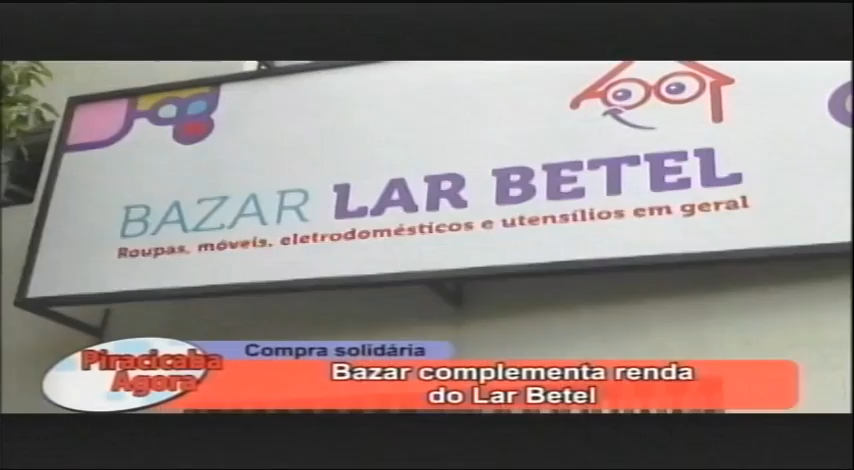 BAZAR LAR BETEL
Roupas, móveis, eletrodomésticos e utensílios em geral
Compra solidária
Piracicaba
Agora
Bazar complementa renda
do Lar Betel